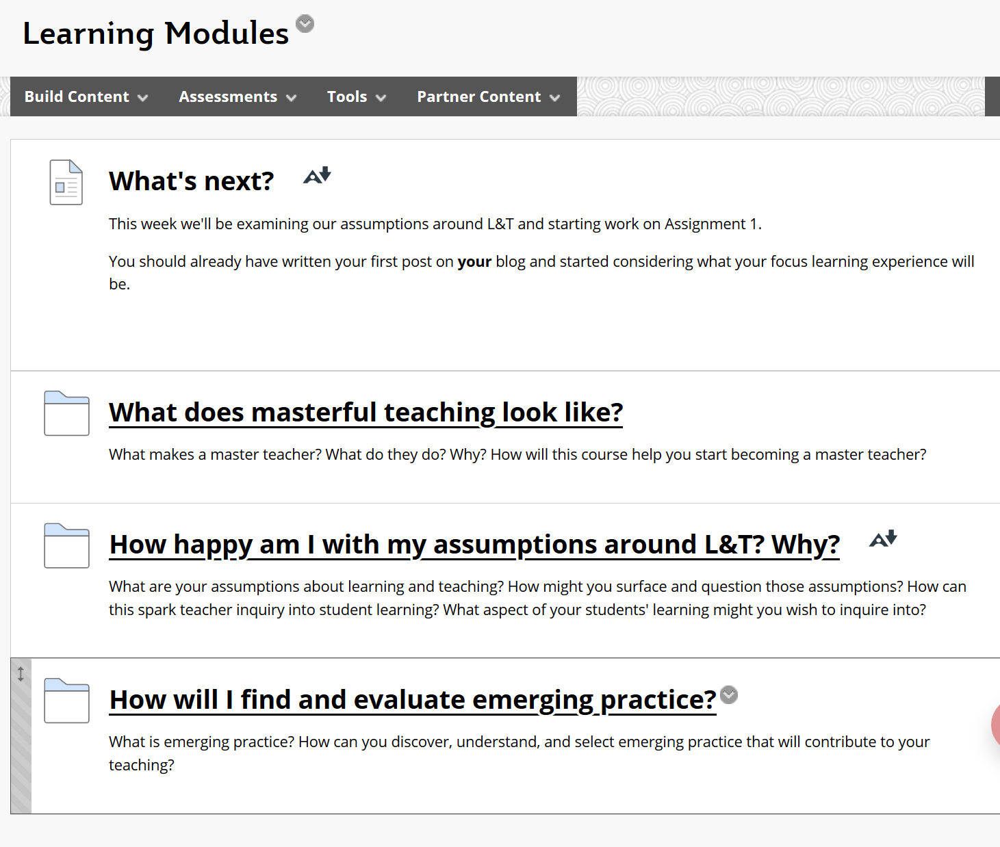 Learning Modules
Build Content
Assessments
Tools
Partner Content
What's next?
This week we'll be examining our assumptions around L&T and starting work on Assignment 1.
You should already have written your first post on your blog and started considering what your focus learning experience will
be.
What does masterful teaching look like?
What makes a master teacher? What do they do? Why? How will this course help you start becoming a master teacher?
How happy am I with my assumptions around L&T? Why?
What are your assumptions about learning and teaching? How might you surface and question those assumptions? How can
this spark teacher inquiry into student learning? What aspect of your students' learning might you wish to inquire into?
How will I find and evaluate emerging practice?
What is emerging practice? How can you discover, understand, and select emerging practice that will contribute to your
teaching?